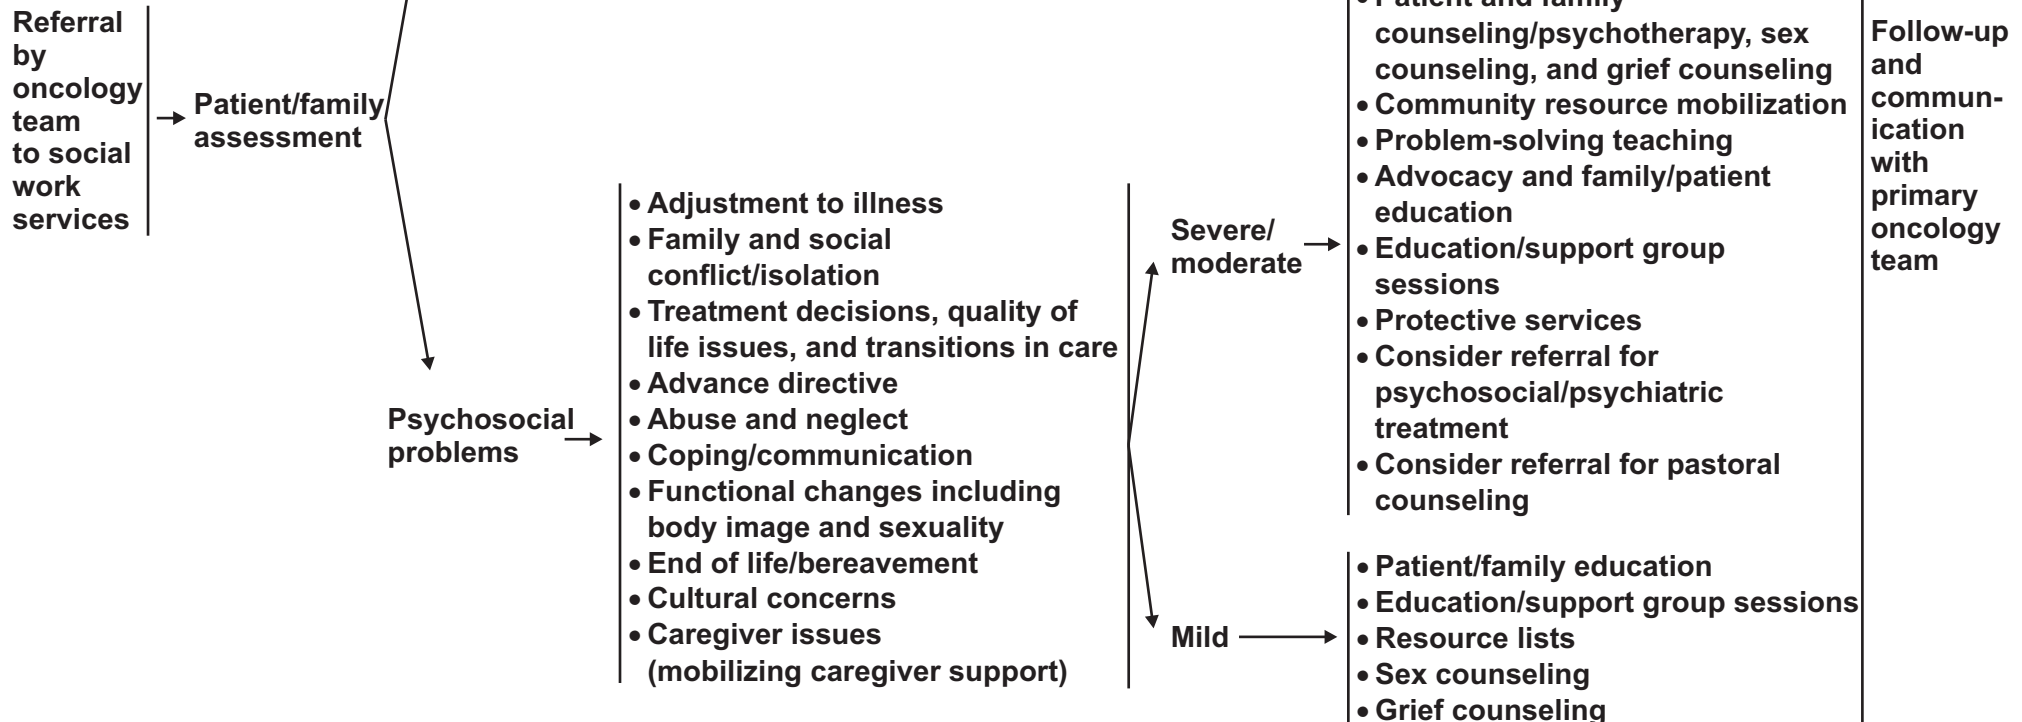 Referral
by
oncology
team
to social
work
services
Patient/family
assessment
Psychosocial
problems
• Adjustment to illness
• Family and social
conflict/isolation
• Treatment decisions, quality of
life issues, and transitions in care
• Advance directive
• Abuse and neglect
• Coping/communication
• Functional changes including
body image and sexuality
• End of life/bereavement
• Cultural concerns
• Caregiver issues
(mobilizing caregiver support)
Severe/
moderate
Mild
• Patient and family
counseling/psychotherapy, sex
counseling, and grief counseling
• Community resource mobilization
• Problem-solving teaching
• Advocacy and family/patient
education
• Education/support group
sessions
• Protective services
• Consider referral for
psychosocial/psychiatric
treatment
• Consider referral for pastoral
counseling
• Patient/family education
• Education/support group sessions
• Resource lists
• Sex counseling
• Grief counseling
Follow-up
and
commun-
ication
with
primary
oncology
team